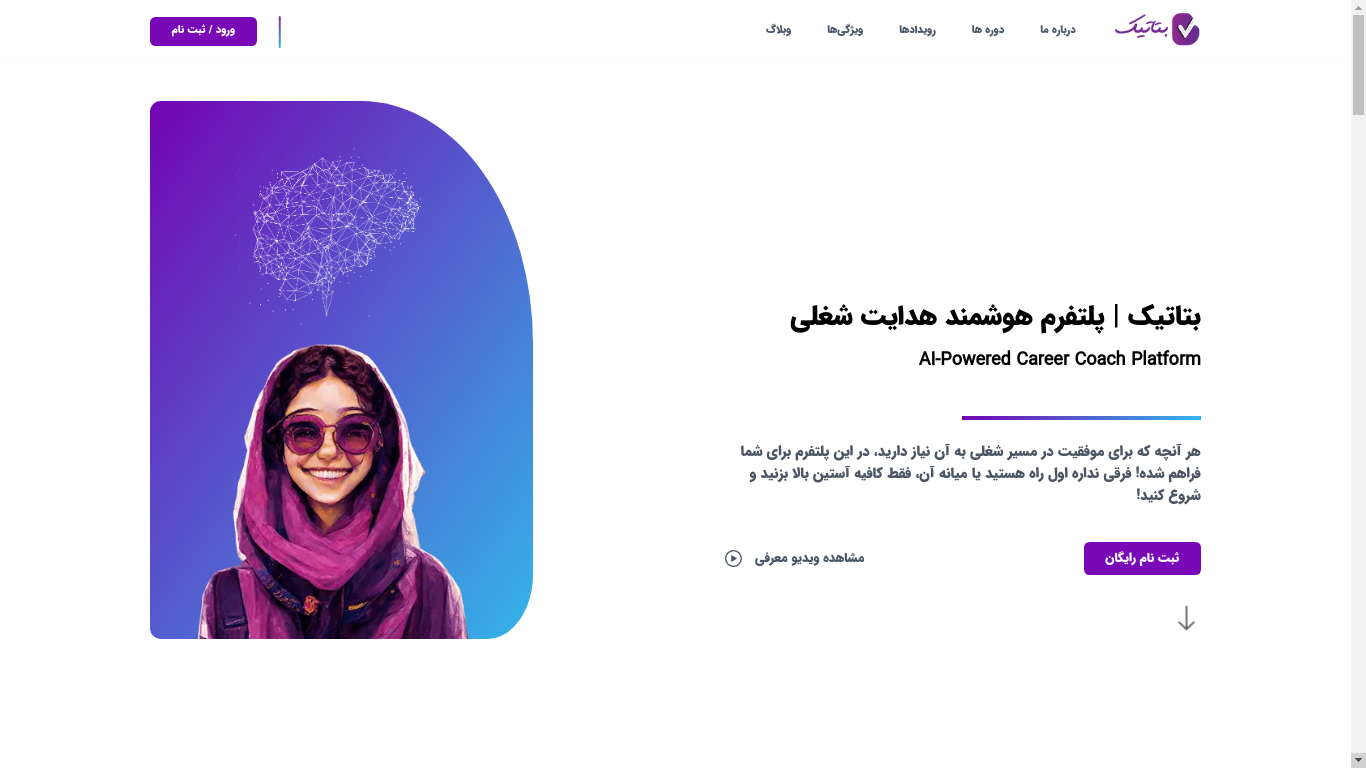 بتاتیک
درباره ما
دوره ها
رویدادها
ویژگی‌ها
وبلاگ
ورود / ثبت نام
بتاتیک | پلتفرم هوشمند هدایت شغلی
AI-Powered Career Coach Platform
هر آنچه که برای موفقیت در مسیر شغلی به آن نیاز دارید، در این پلتفرم برای شما
فراهم شده! فرقی نداره اول راه هستید یا میانه آن، فقط کافیه آستین بالا بزنید و
شروع کنید!
ثبت نام رایگان
مشاهده ویدیو معرفی